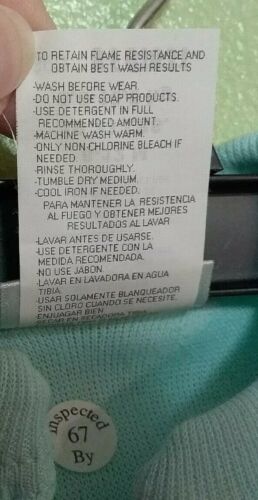 TO RETAIN FLAME RESISTANCE AND
OBTAIN BEST WASH RESULTS
-WASH BEFORE WEAR.
-DO NOT USE SOAP PRODUCTS.
-USE DETERGENT IN FULL
RECOMMENDED AMOUNT.
-MACHINE WASH WARM.
-ONLY NON-CHLORINE BLEACH IF
NEEDED.
-RINSE THOROUGHLY.
-TUMBLE DRY MEDIUM.
-COOL IRON IF NEEDED.
PARA MANTENER LA RESISTENCIA
AL FUEGO Y OBTENER MEJORES
RESULTADOS AL LAVAR
-LAVAR ANTES DE USARSE.
-USE DETERGENTE CON LA
MEDIDA RECOMENDADA.
-NO USE JABON.
-LAVAR EN LAVADORA EN AGUA
TIBIA.
-USAR SOLAMENTE BLANQUEADOR
SIN CLORO CUANDO SE NECESITE.
ENJUAGAR BIEN
SECAR EN SECADORA
Inspected
67
By